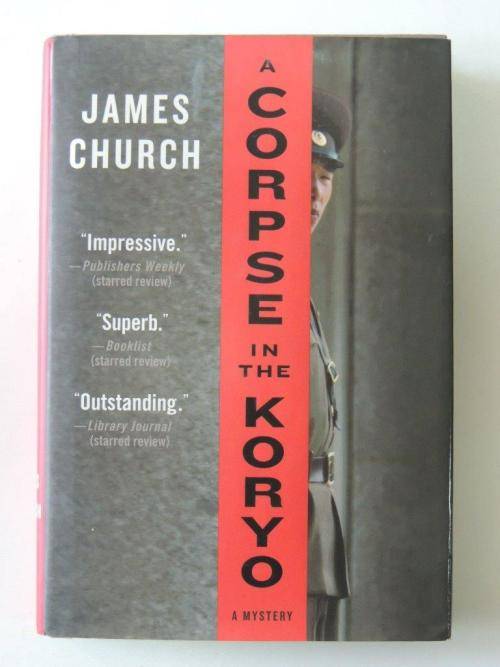 JAMES
CHURCH
“Impressive.”
—Publishers Weekly
(starred review)
“Superb.”
—Booklist
(starred review)
“Outstanding.”
—Library Journal
(starred review)
A
CORPSE
IN
THE
KORYO
A MYSTERY